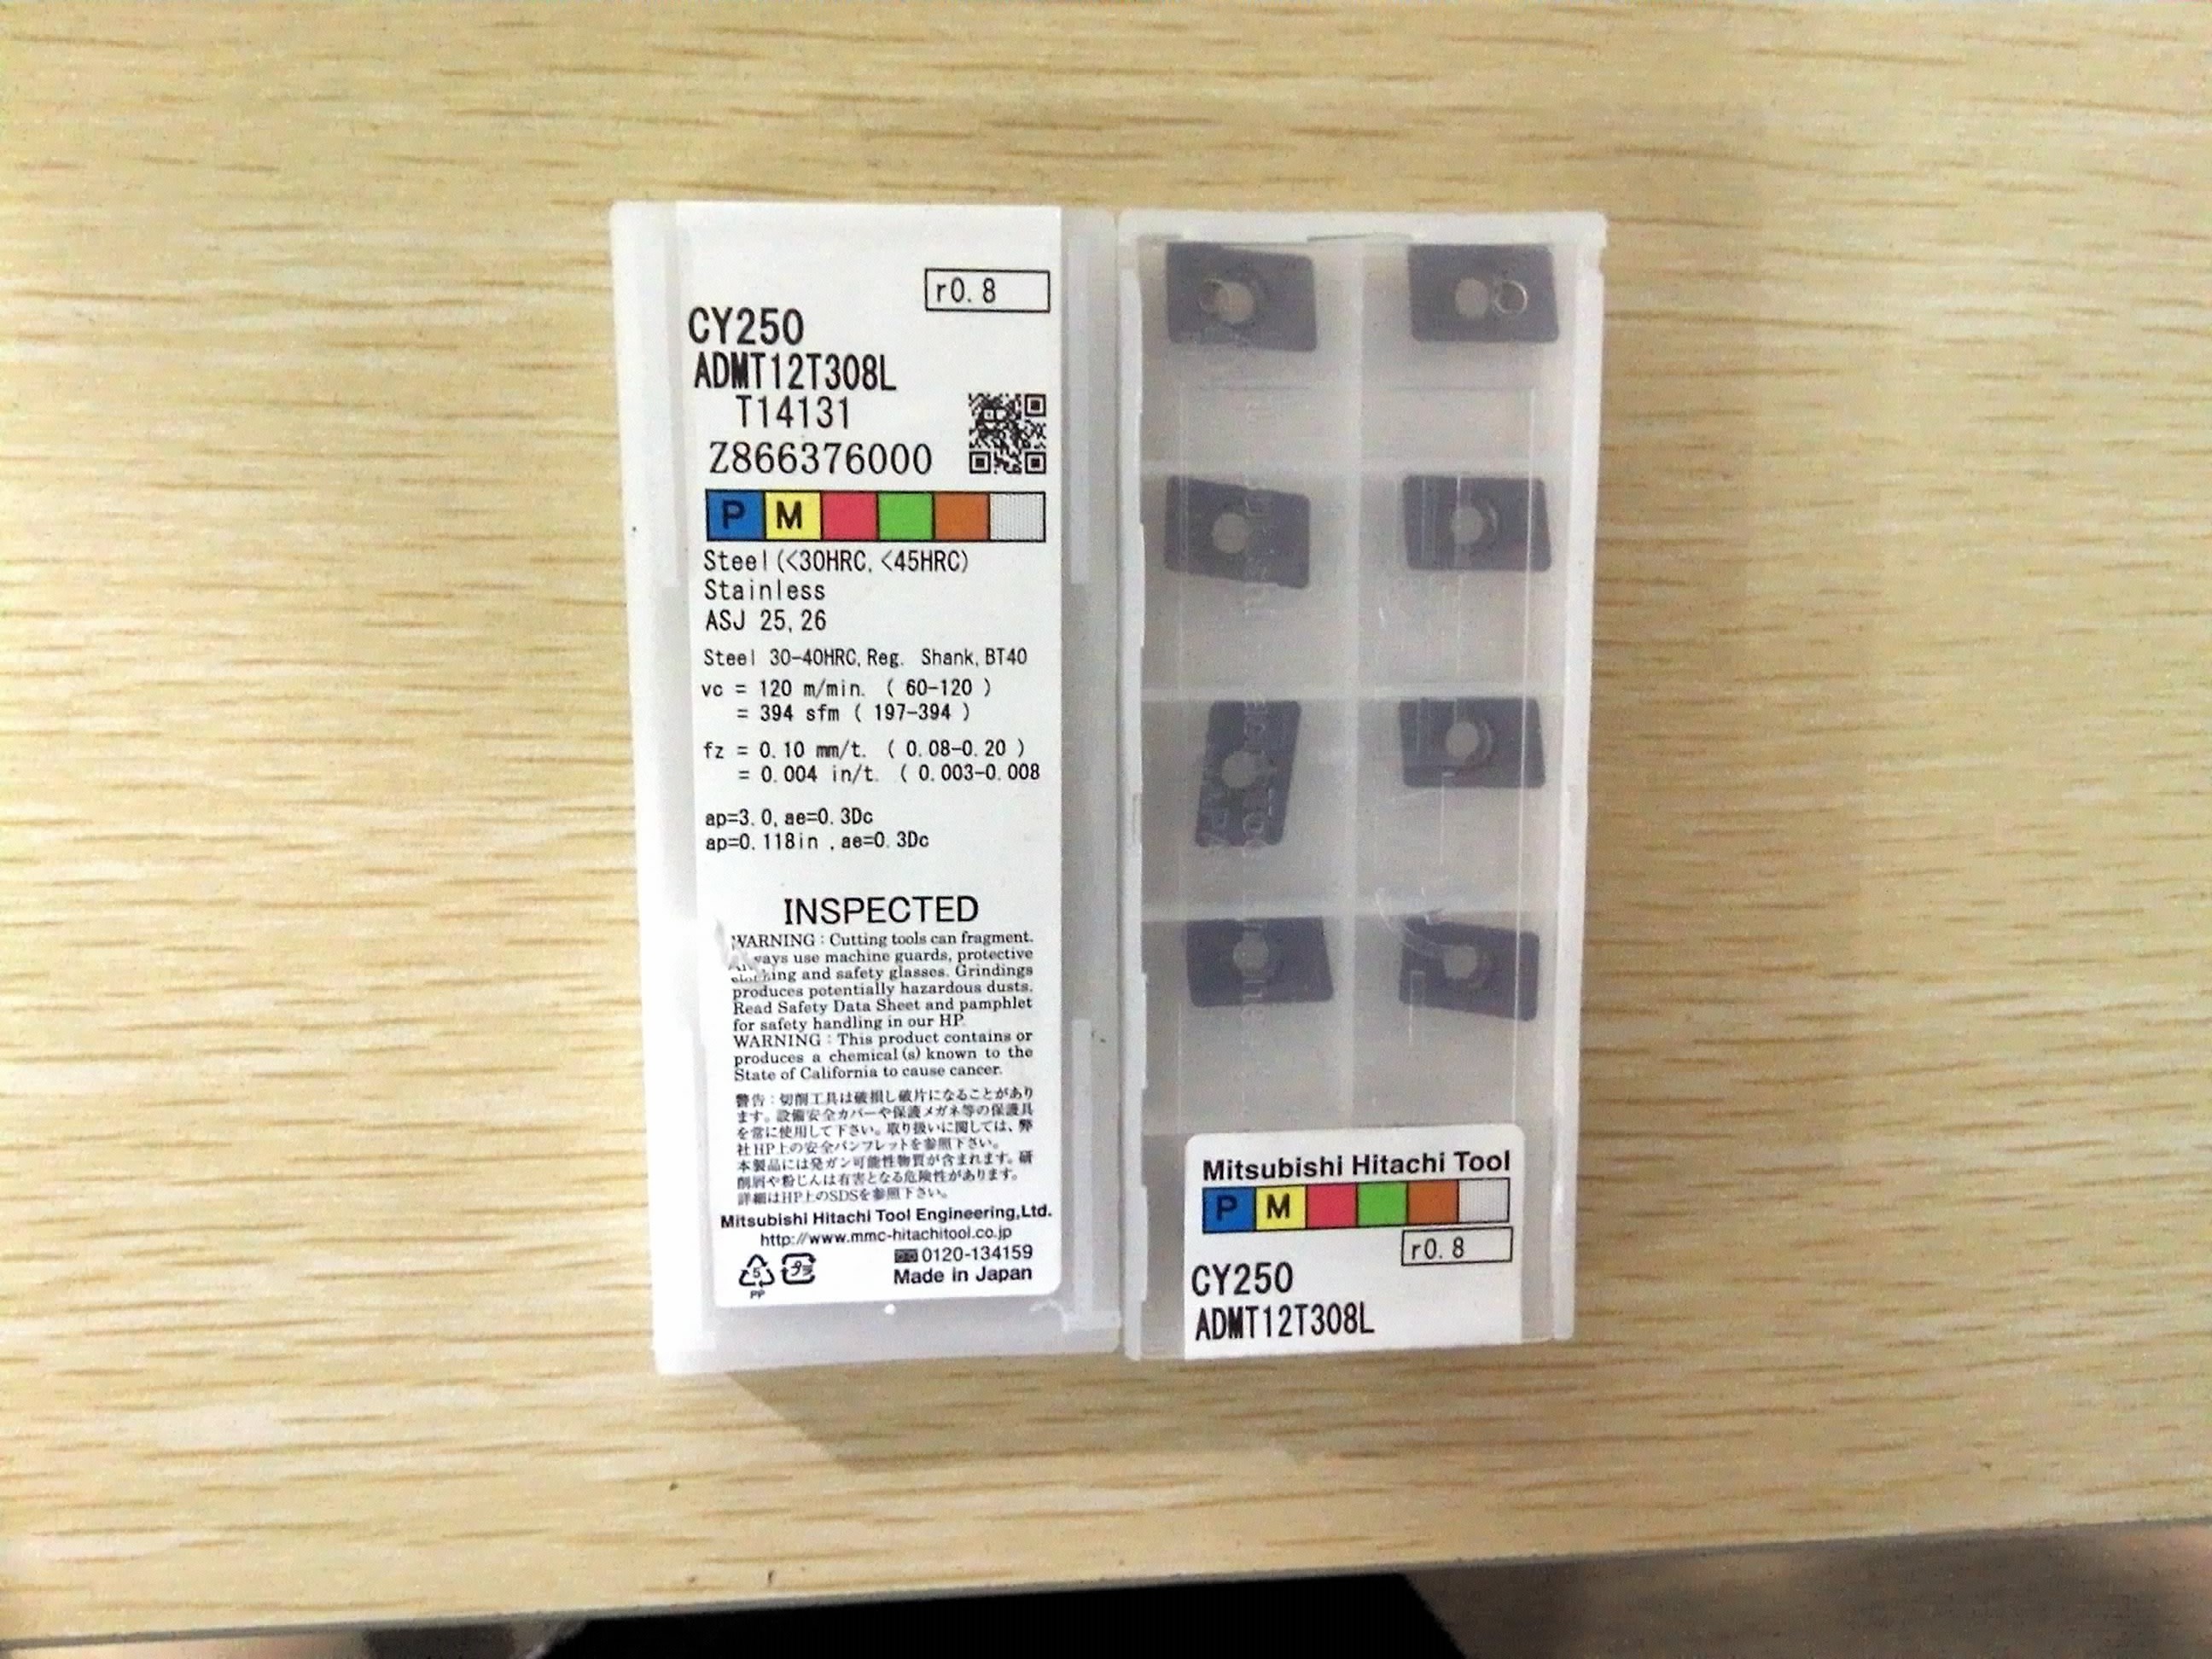 r0.8
CY250
ADMT12T308L
T14131
Z866376000
P M
Steel(<30HRC,<45HRC)
Stainless
ASJ 25,26
Steel 30-40HRC,Reg. Shank,BT40
vc = 120 m/min. ( 60-120 )
= 394 sfm ( 197-394 )
fz = 0.10 mm/t. ( 0.08-0.20 )
= 0.004 in/t. ( 0.003-0.008
ap=3.0,ae=0.3Dc
ap=0.118in ,ae=0.3Dc
INSPECTED
WARNING : Cutting tools can fragment.
Always use machine guards, protective
clothing and safety glasses. Grindings
produces potentially hazardous dusts.
Read Safety Data Sheet and pamphlet
for safety handling in our HP.
WARNING : This product contains or
produces a chemical(s) known to the
State of California to cause cancer.
警告：切削工具は破損し破片になることがあり
ます。設備安全カバーや保護メガネ等の保護具
を常に使用して下さい。取り扱いに関しては、弊
社HP上の安全パンフレットを参照下さい。
本製品には発ガン可能性物質が含まれます。研
削屑や粉じんは有害となる危険性があります。
詳細はHP上のSDSを参照下さい。
Mitsubishi Hitachi Tool Engineering,Ltd.
http://www.mmc-hitachitool.co.jp
0120-134159
5 プラ Made in Japan
PP
Mitsubishi Hitachi Tool
P M
r0.8
CY250
ADMT12T308L